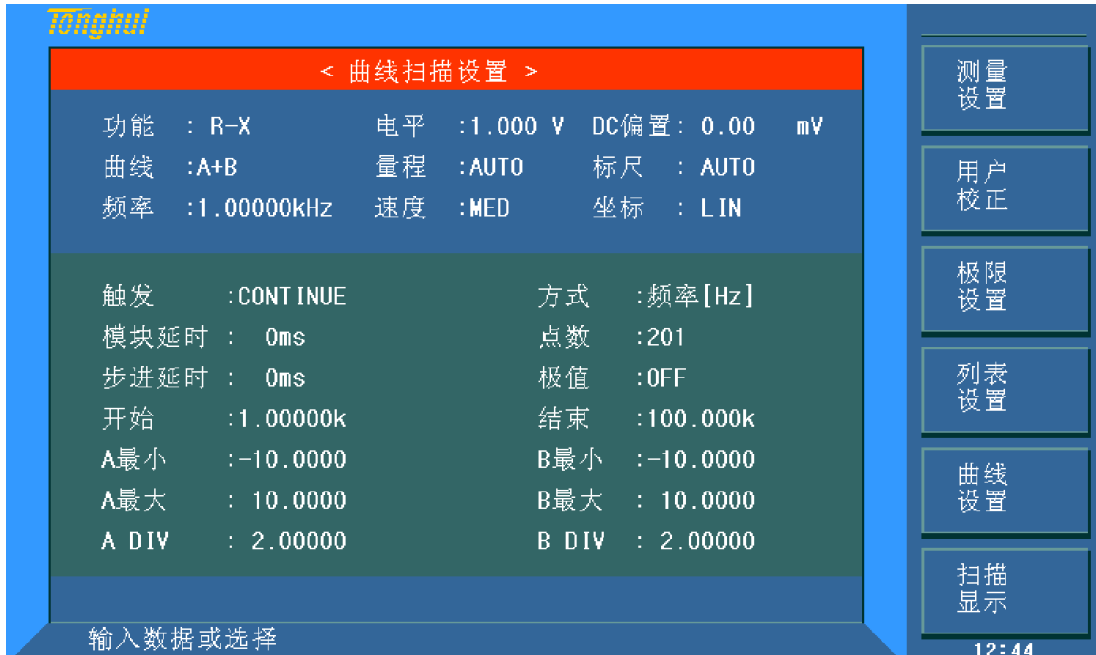 Tonghui
< 曲线扫描设置 >
功能 : R-X 电平 :1.000 V DC偏置: 0.00 mV
曲线 :A+B 量程 :AUTO 标尺 : AUTO
频率 :1.00000kHz 速度 :MED 坐标 : LIN
触发 :CONTINUE 方式 :频率[Hz]
模块延时 : 0ms 点数 :201
步进延时 : 0ms 极值 :OFF
开始 :1.00000k 结束 :100.000k
A最小 :-10.0000 B最小 :-10.0000
A最大 : 10.0000 B最大 : 10.0000
A DIV : 2.00000 B DIV : 2.00000
输入数据或选择
测量
设置
用户
校正
极限
设置
列表
设置
曲线
设置
扫描
显示
12:44